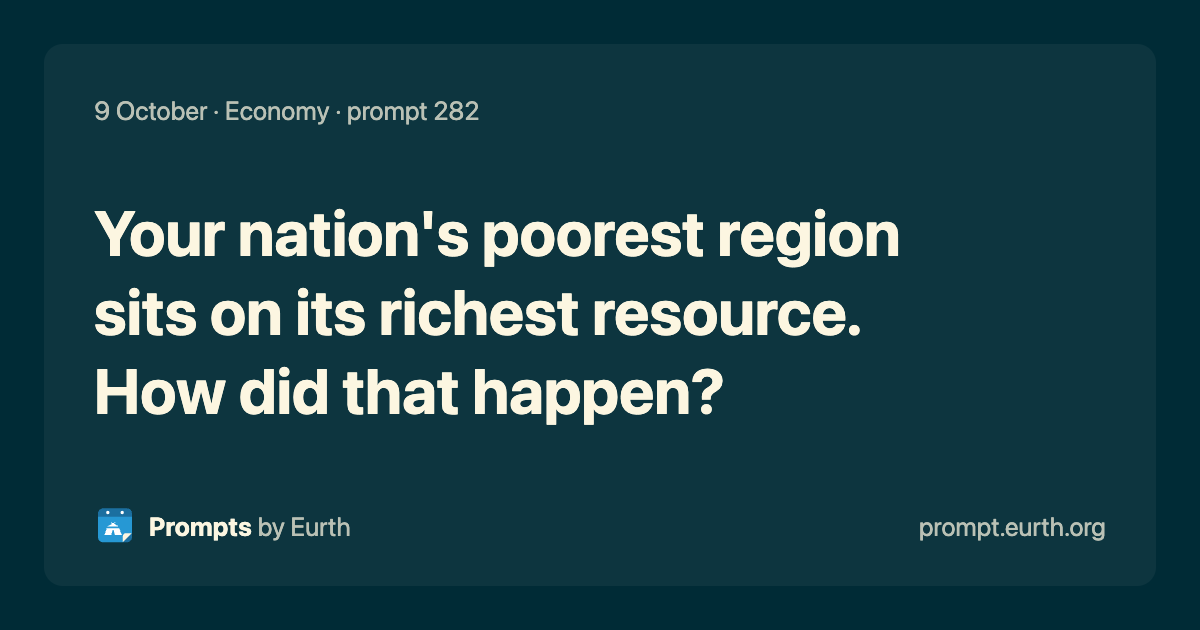 9 October · Economy · prompt 282
Your nation's poorest region
sits on its richest resource.
How did that happen?
Prompts by Eurth
prompt.eurth.org